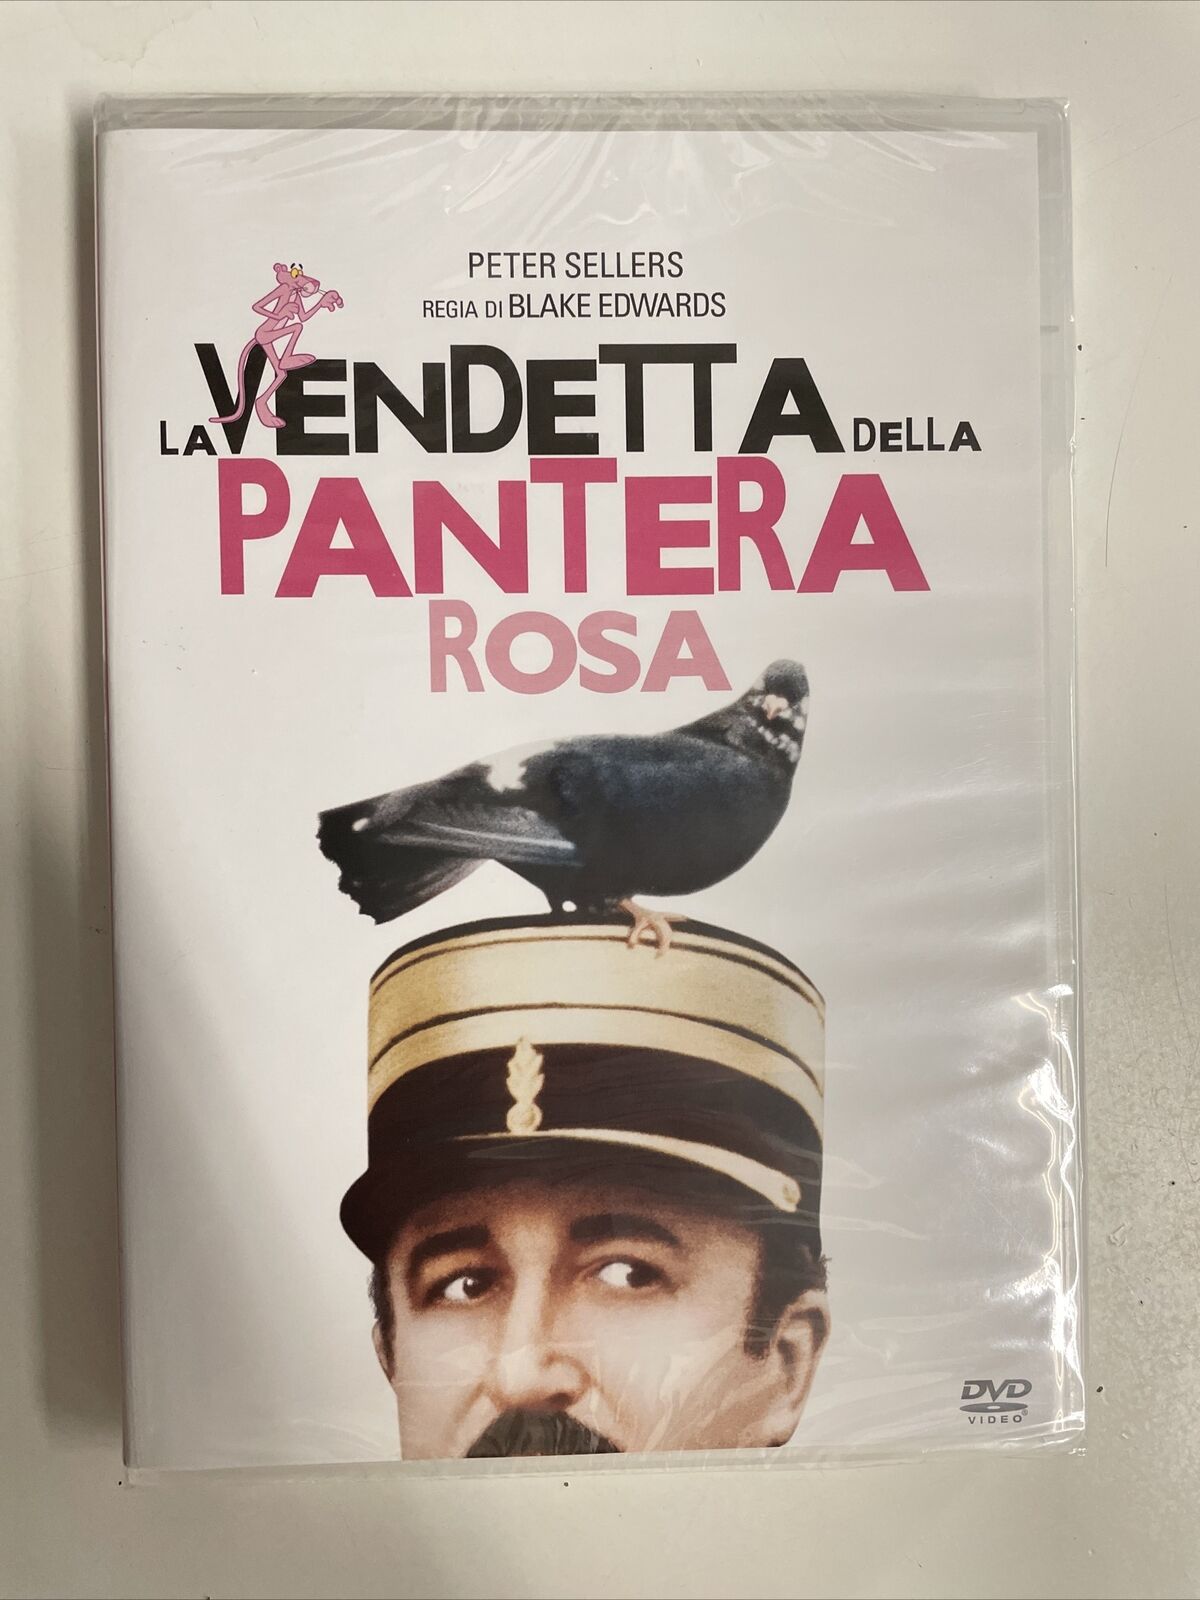 PETER SELLERS
REGIA DI BLAKE EDWARDS
LA VENDETTA DELLA
PANTERA
ROSA
DVD
VIDEO®